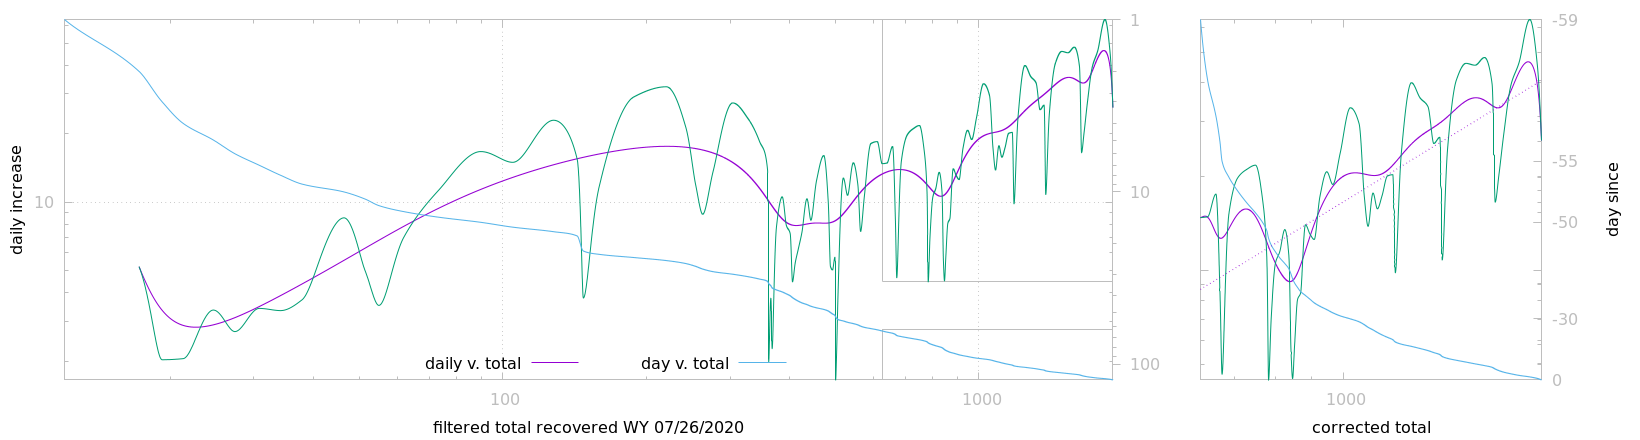 1
-59
10
10
100
daily increase
daily v. total
day v. total
100
1000
filtered total recovered WY 07/26/2020
-55
-50
-30
0
day since
1000
corrected total